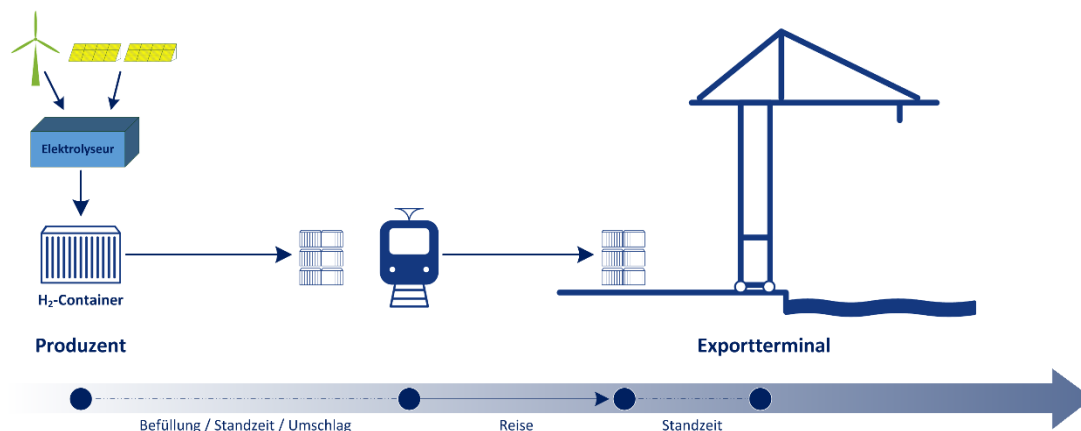 Elektrolyseur
H₂-Container
Produzent
Exportterminal
Befüllung / Standzeit / Umschlag
Reise
Standzeit